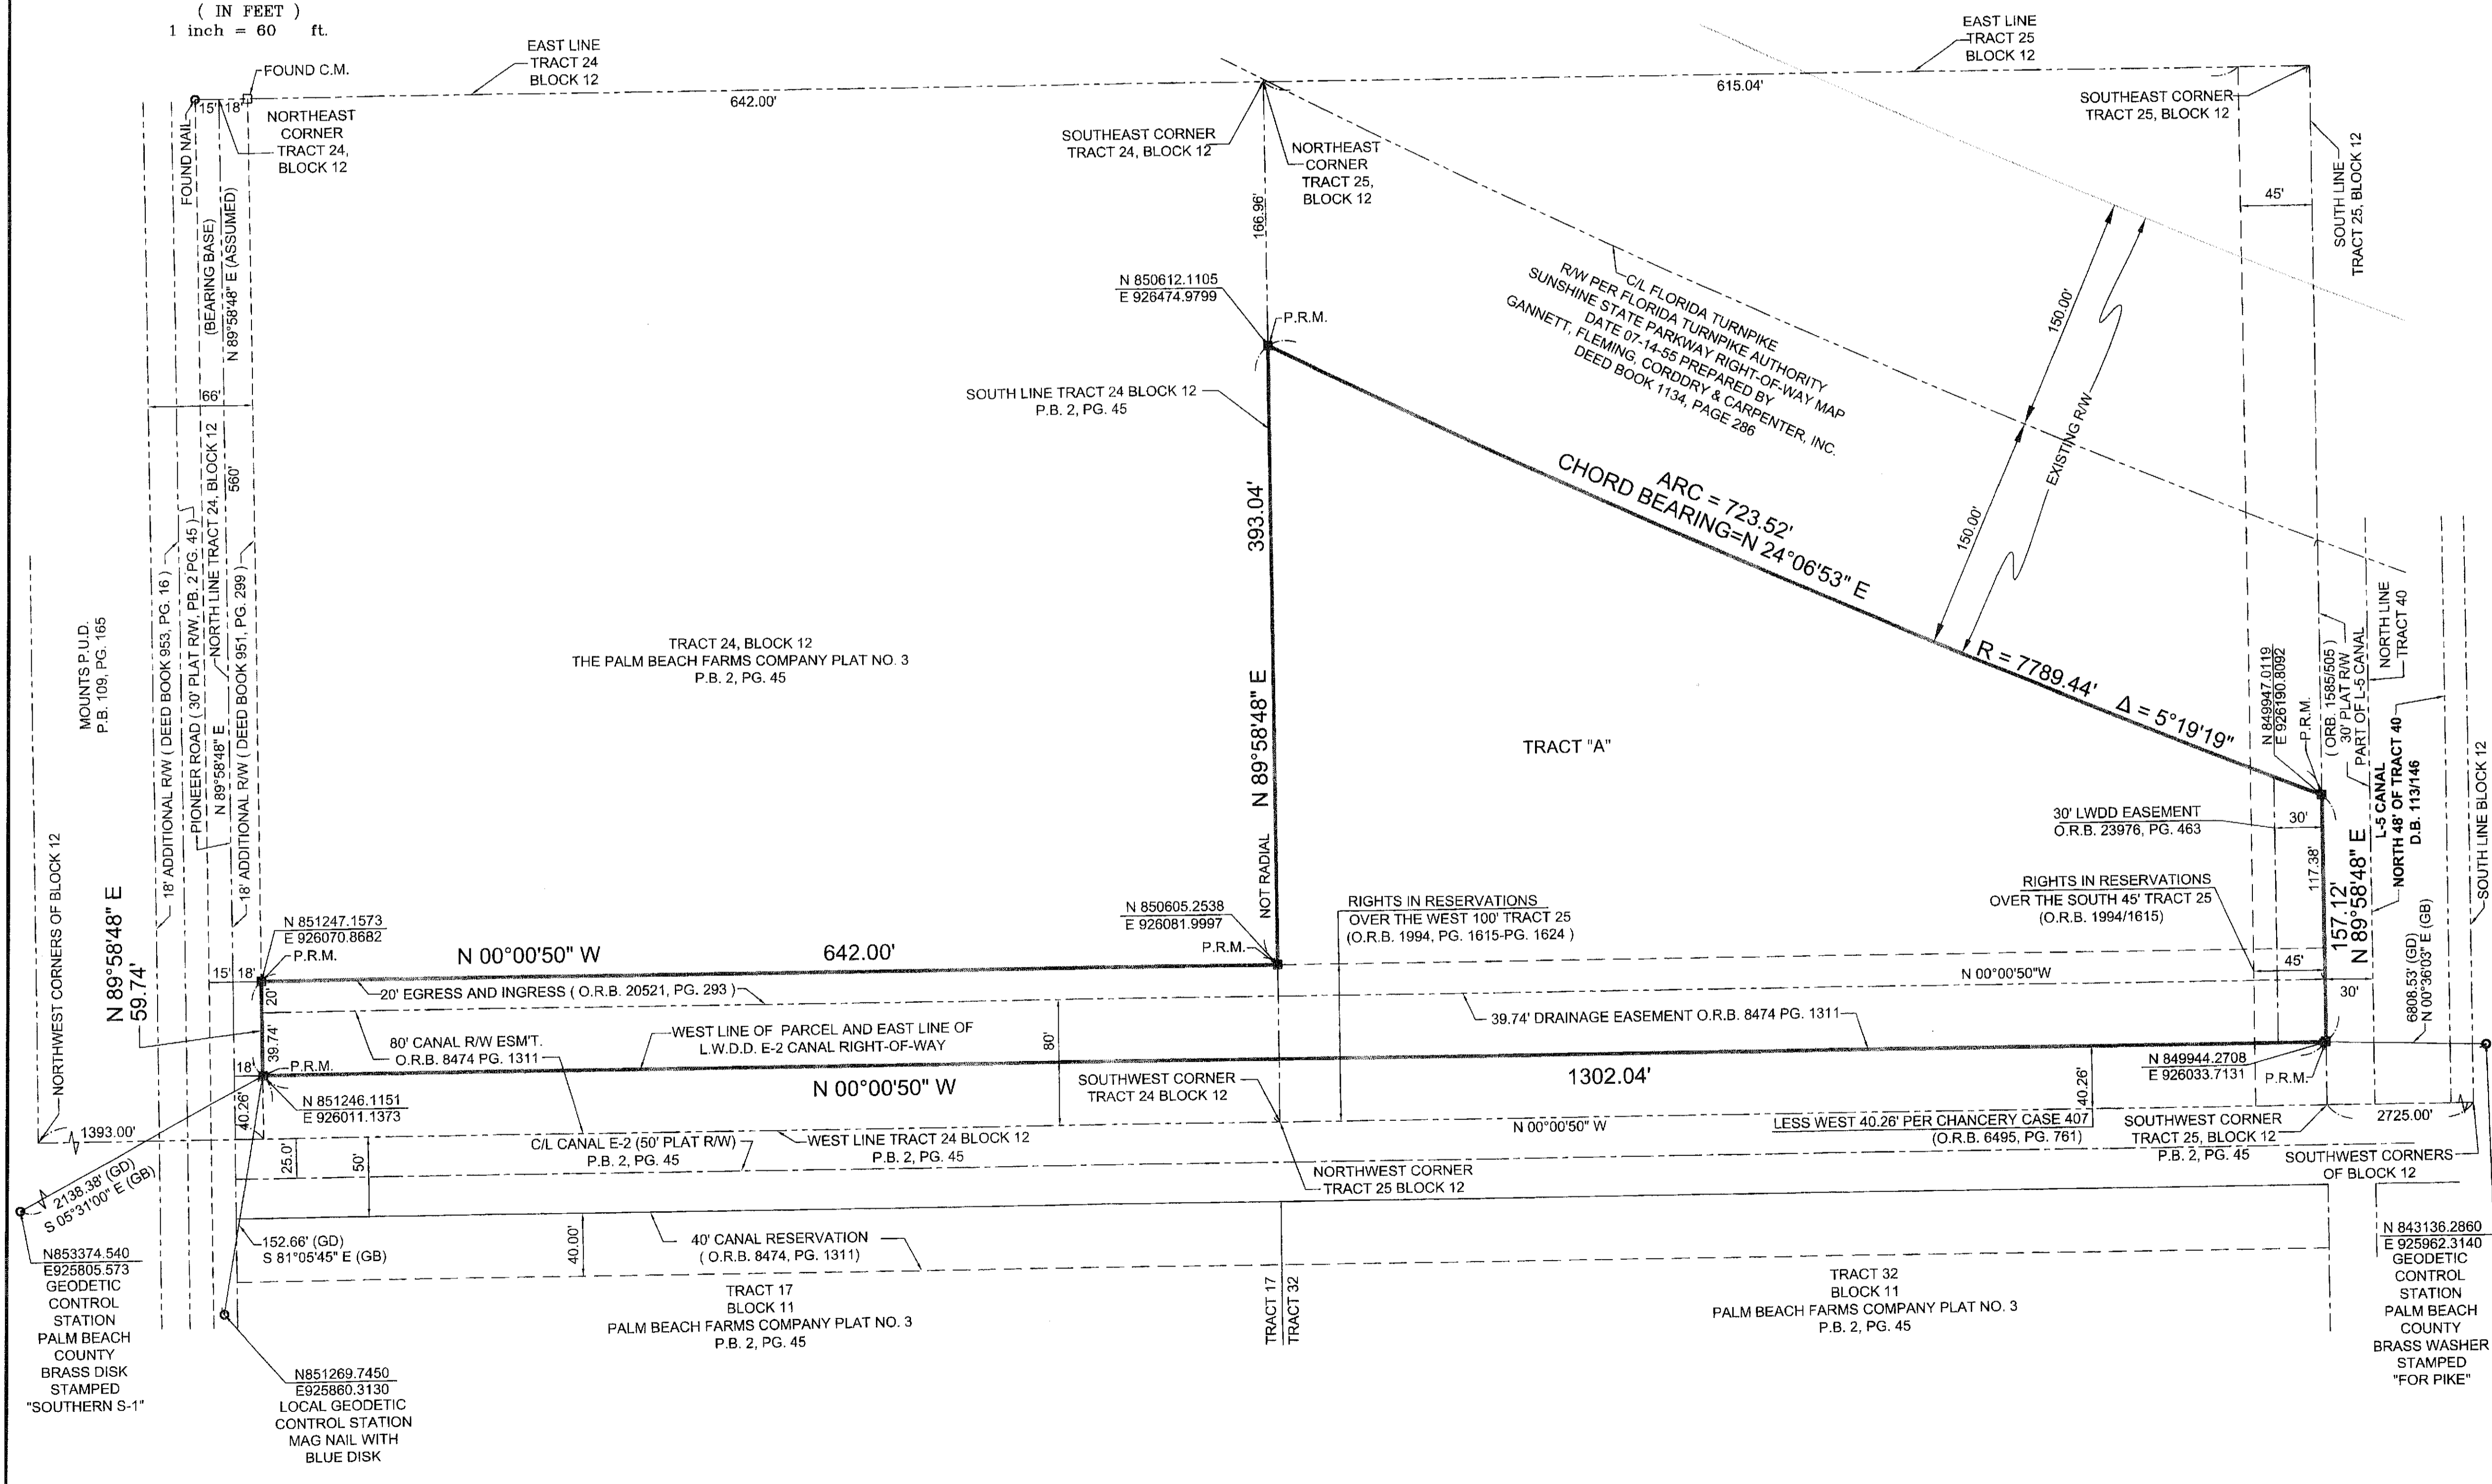 ( IN FEET )
1 inch = 60 ft.
FOUND C.M.
EAST LINE
TRACT 24
BLOCK 12
642.00'
15'
18'
FOUND NAIL
NORTHEAST
CORNER
TRACT 24,
BLOCK 12
(BEARING BASE)
N 89°58'48" E (ASSUMED)
66'
560'
SOUTHEAST CORNER
TRACT 24, BLOCK 12
NORTHEAST
CORNER
TRACT 25,
BLOCK 12
166.96'
615.04'
EAST LINE
TRACT 25
BLOCK 12
SOUTHEAST CORNER
TRACT 25, BLOCK 12
45'
SOUTH LINE
TRACT 25, BLOCK 12
N 850612.1105
E 926474.9799
P.R.M.
SOUTH LINE TRACT 24 BLOCK 12
P.B. 2, PG. 45
C/L FLORIDA TURNPIKE
R/W PER FLORIDA TURNPIKE AUTHORITY
SUNSHINE STATE PARKWAY RIGHT-OF-WAY MAP
DATE 07-14-55 PREPARED BY
GANNETT, FLEMING, CORDDRY & CARPENTER, INC.
DEED BOOK 1134, PAGE 286
150.00'
150.00'
EXISTING R/W
ARC = 723.52'
CHORD BEARING=N 24°06'53" E
R = 7789.44'
Δ = 5°19'19"
393.04'
N 89°58'48" E
NOT RADIAL
MOUNTS P.U.D.
P.B. 109, PG. 165
18' ADDITIONAL R/W ( DEED BOOK 953, PG. 16 )
PIONEER ROAD ( 30' PLAT R/W, PB. 2 PG. 45 )
N 89°58'48" E
NORTH LINE TRACT 24, BLOCK 12
18' ADDITIONAL R/W ( DEED BOOK 951, PG. 299 )
TRACT 24, BLOCK 12
THE PALM BEACH FARMS COMPANY PLAT NO. 3
P.B. 2, PG. 45
TRACT "A"
N 849947.0119
E 926190.8092
P.R.M.
( ORB. 1585/505 )
30' PLAT R/W
PART OF L-5 CANAL
NORTH LINE
TRACT 40
L-5 CANAL
NORTH 48' OF TRACT 40
D.B. 113/146
SOUTH LINE BLOCK 12
30' LWDD EASEMENT
O.R.B. 23976, PG. 463
30'
117.38'
157.12'
N 89°58'48" E
6808.53' (GD)
N 00°36'03" E (GB)
NORTHWEST CORNERS OF BLOCK 12
N 89°58'48" E
59.74'
N 851247.1573
E 926070.8682
P.R.M.
15'
18'
N 00°00'50" W
642.00'
N 850605.2538
E 926081.9997
P.R.M.
RIGHTS IN RESERVATIONS
OVER THE WEST 100' TRACT 25
(O.R.B. 1994, PG. 1615-PG. 1624 )
RIGHTS IN RESERVATIONS
OVER THE SOUTH 45' TRACT 25
(O.R.B. 1994/1615)
45'
30'
N 00°00'50"W
20'
20' EGRESS AND INGRESS ( O.R.B. 20521, PG. 293 )
39.74'
80' CANAL R/W ESM'T.
O.R.B. 8474 PG. 1311
WEST LINE OF PARCEL AND EAST LINE OF
L.W.D.D. E-2 CANAL RIGHT-OF-WAY
80'
39.74' DRAINAGE EASEMENT O.R.B. 8474 PG. 1311
18'
P.R.M.
N 00°00'50" W
1302.04'
N 849944.2708
E 926033.7131
P.R.M.
N 851246.1151
E 926011.1373
40.26'
SOUTHWEST CORNER
TRACT 24 BLOCK 12
40.26'
1393.00'
C/L CANAL E-2 (50' PLAT R/W)
P.B. 2, PG. 45
WEST LINE TRACT 24 BLOCK 12
P.B. 2, PG. 45
N 00°00'50" W
LESS WEST 40.26' PER CHANCERY CASE 407
(O.R.B. 6495, PG. 761)
SOUTHWEST CORNER
TRACT 25, BLOCK 12
P.B. 2, PG. 45
2725.00'
SOUTHWEST CORNERS
OF BLOCK 12
25.0'
50'
NORTHWEST CORNER
TRACT 25 BLOCK 12
2138.38' (GD)
S 05°31'00" E (GB)
152.66' (GD)
S 81°05'45" E (GB)
40.00'
40' CANAL RESERVATION
( O.R.B. 8474, PG. 1311)
N853374.540
E925805.573
GEODETIC
CONTROL
STATION
PALM BEACH
COUNTY
BRASS DISK
STAMPED
"SOUTHERN S-1"
TRACT 17
BLOCK 11
PALM BEACH FARMS COMPANY PLAT NO. 3
P.B. 2, PG. 45
TRACT 17
TRACT 32
TRACT 32
BLOCK 11
PALM BEACH FARMS COMPANY PLAT NO. 3
P.B. 2, PG. 45
N 843136.2860
E 925962.3140
GEODETIC
CONTROL
STATION
PALM BEACH
COUNTY
BRASS WASHER
STAMPED
"FOR PIKE"
N851269.7450
E925860.3130
LOCAL GEODETIC
CONTROL STATION
MAG NAIL WITH
BLUE DISK